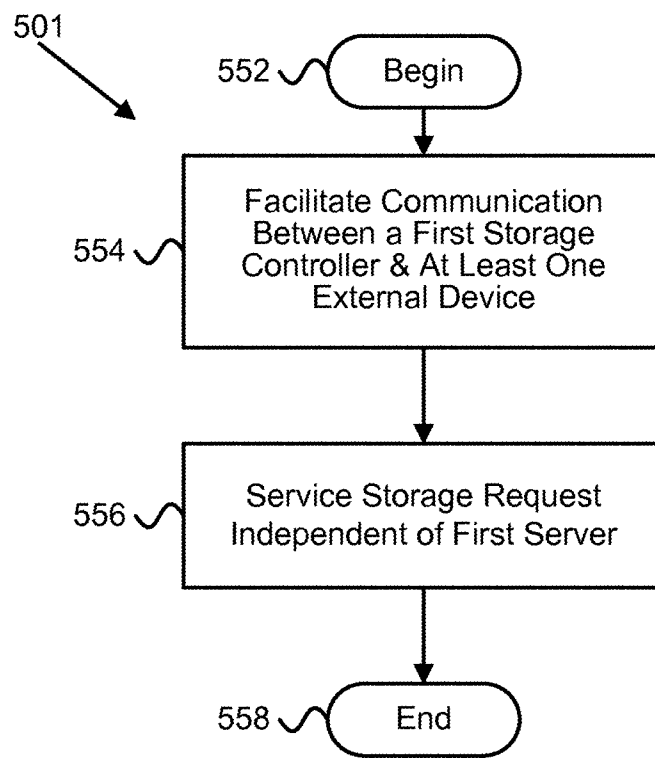 501
552
Begin
554
Facilitate Communication
Between a First Storage
Controller & At Least One
External Device
556
Service Storage Request
Independent of First Server
558
End